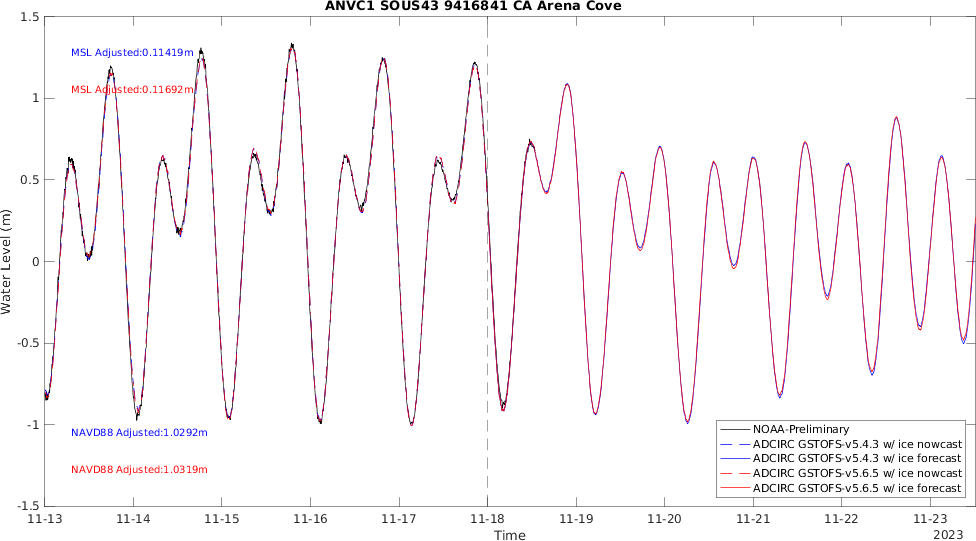 ANVC1 SOUS43 9416841 CA Arena Cove
1.5
MSL Adjusted:0.11419m
1
MSL Adjusted:0.11692m
0.5
0
Water Level (m)
-0.5
-1
NAVD88 Adjusted:1.0292m
NAVD88 Adjusted:1.0319m
NOAA-Preliminary
ADCIRC GSTOFS-v5.4.3 w/ ice nowcast
ADCIRC GSTOFS-v5.4.3 w/ ice forecast
ADCIRC GSTOFS-v5.6.5 w/ ice nowcast
ADCIRC GSTOFS-v5.6.5 w/ ice forecast
-1.5
11-13 11-14 11-15 11-16 11-17 11-18 11-19 11-20 11-21 11-22 11-23
Time
2023